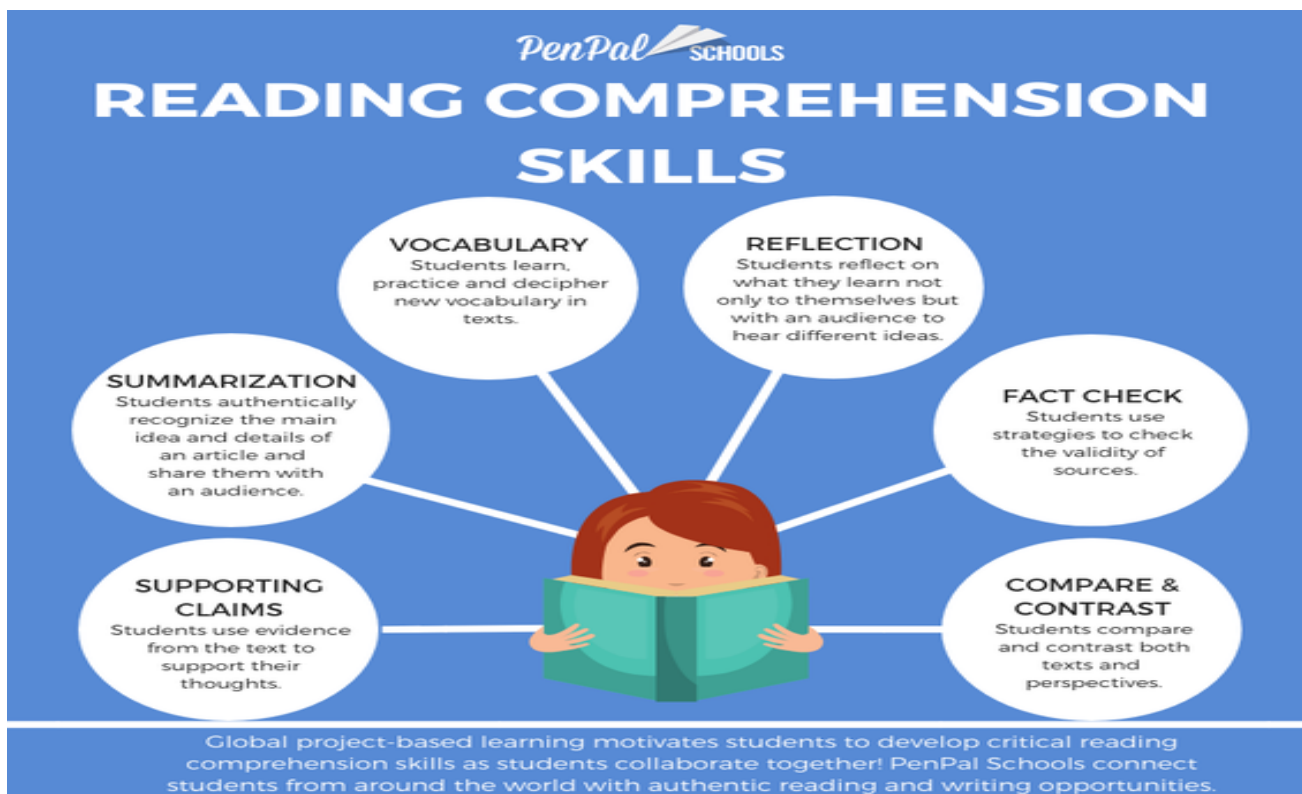 PenPal SCHOOLS
READING COMPREHENSION
SKILLS
VOCABULARY
Students learn,
practice and decipher
new vocabulary in
texts.
REFLECTION
Students reflect on
what they learn not
only to themselves but
with an audience to
hear different ideas.
SUMMARIZATION
Students authentically
recognize the main
idea and details of
an article and
share them with
an audience.
FACT CHECK
Students use
strategies to check
the validity of
sources.
SUPPORTING
CLAIMS
Students use evidence
from the text to
support their
thoughts.
COMPARE &
CONTRAST
Students compare
and contrast both
texts and
perspectives.
Global project-based learning motivates students to develop critical reading
comprehension skills as students collaborate together! PenPal Schools connect
students from around the world with authentic reading and writing opportunities.